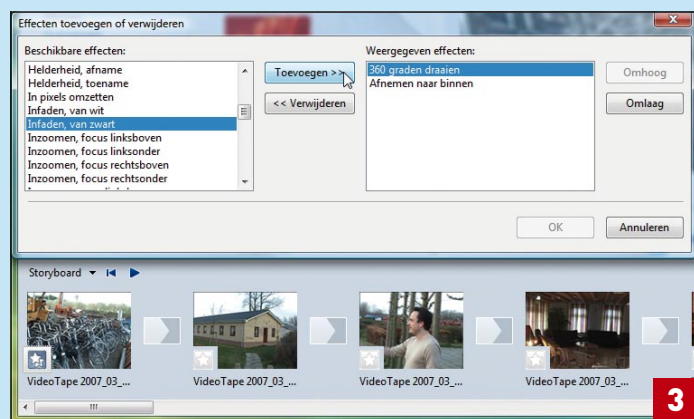 Effecten toevoegen of verwijderen
Beschikbare effecten:
Helderheid, afname
Helderheid, toename
In pixels omzetten
Infaden, van wit
Infaden, van zwart
Inzoomen, focus linksboven
Inzoomen, focus linksonder
Inzoomen, focus rechtsboven
Inzoomen, focus rechtsonder
Toevoegen >>
<< Verwijderen
Weergegeven effecten:
360 graden draaien
Afnemen naar binnen
Omhoog
Omlaag
OK
Annuleren
Storyboard
VideoTape 2007_03_...
VideoTape 2007_03_...
VideoTape 2007_03_...
VideoTape 2007_03_...
3